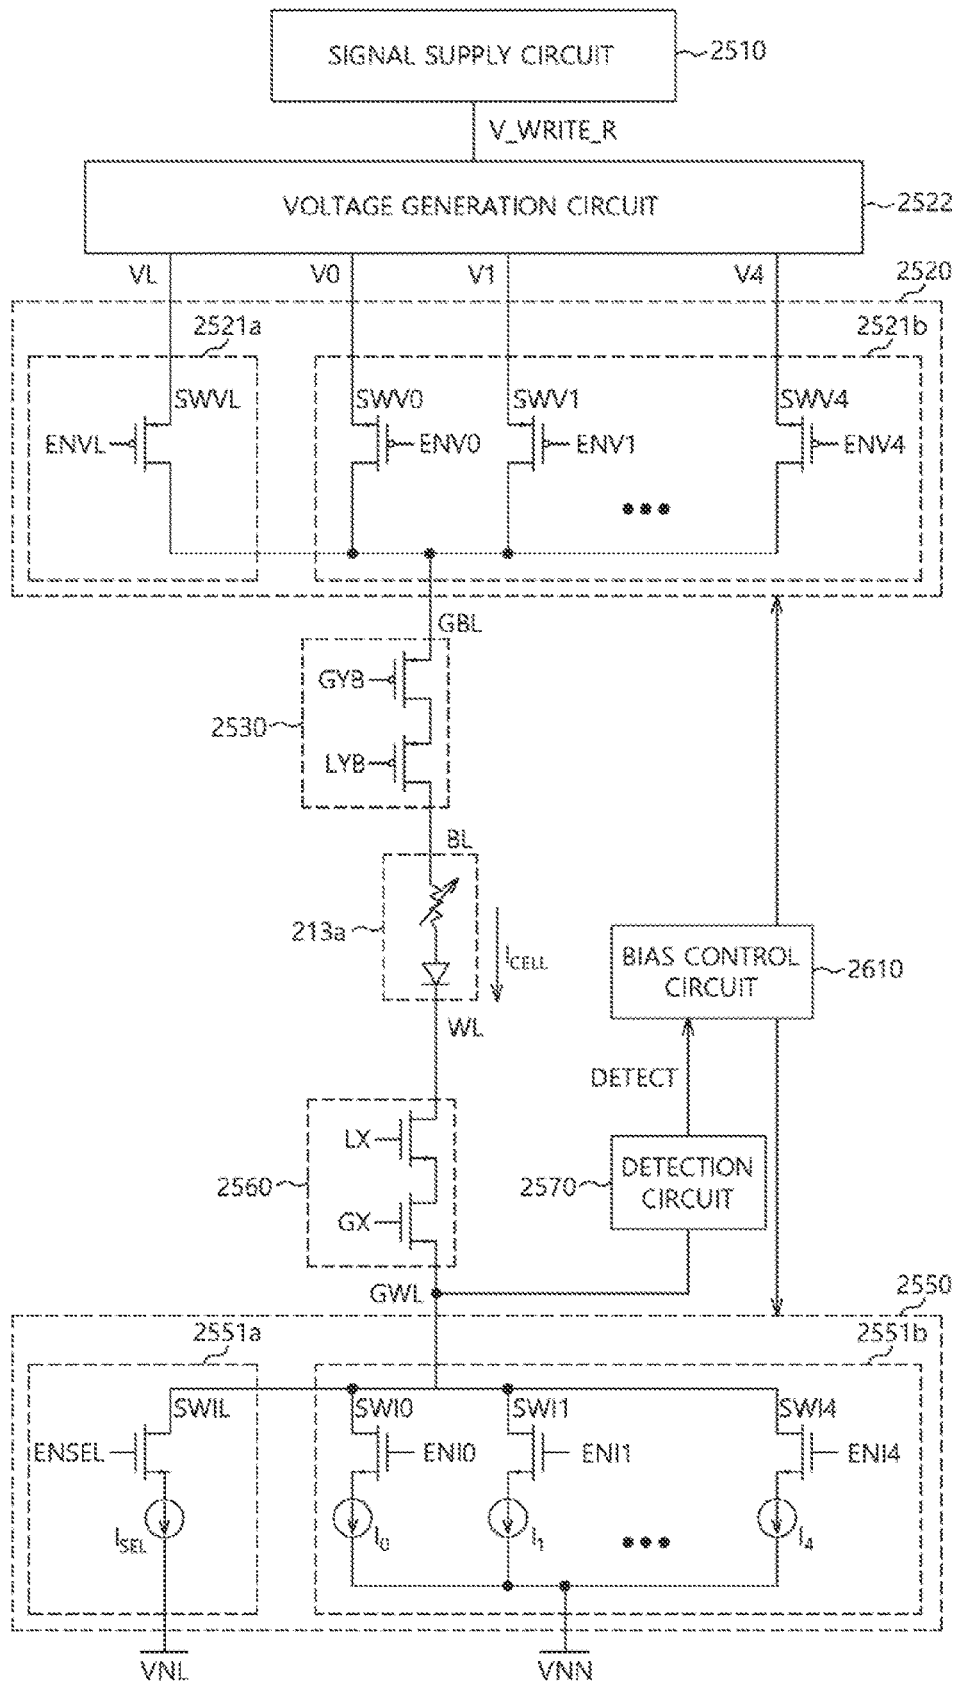 SIGNAL SUPPLY CIRCUIT
2510
V_WRITE_R
VOLTAGE GENERATION CIRCUIT
2522
VL
V0
V1
V4
2520
2521a
2521b
SWVL
SWV0
SWV1
SWV4
ENVL
ENV0
ENV1
ENV4
GBL
GYB
2530
LYB
BL
213a
ICELL
WL
BIAS CONTROL
CIRCUIT
2610
DETECT
LX
2560
GX
DETECTION
CIRCUIT
2570
GWL
2550
2551a
2551b
SWIL
SWI0
SWI1
SWI4
ENSEL
ENI0
ENI1
ENI4
ISEL
I0
I1
I4
VNL
VNN